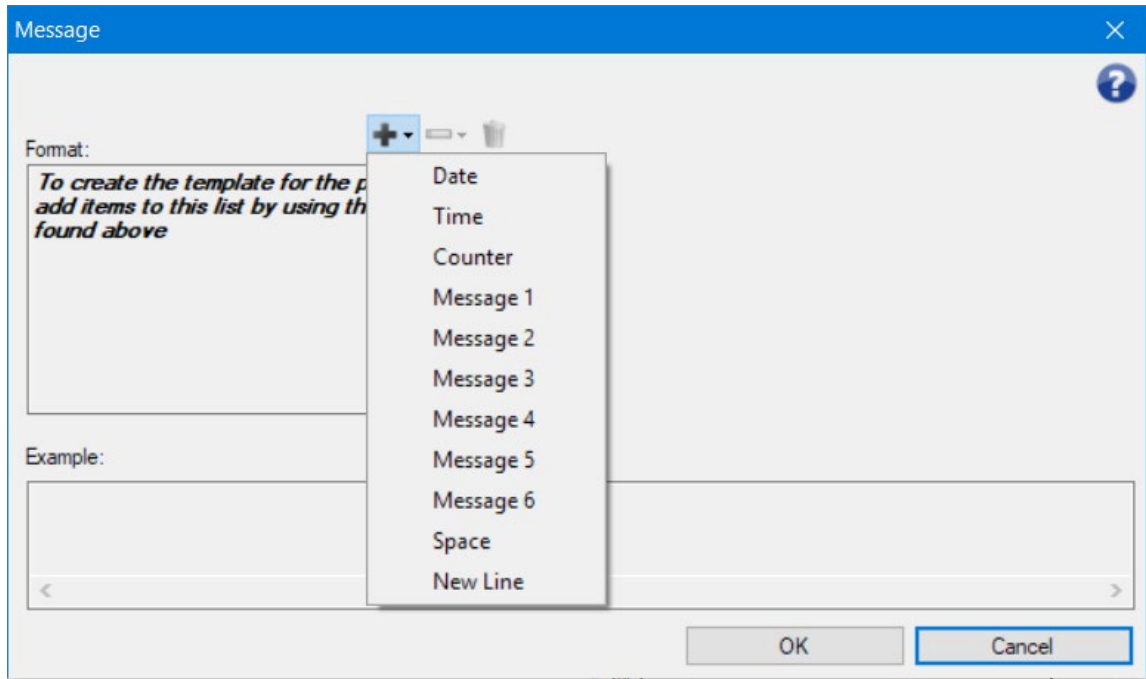 Message
Format:
To create the template for the p
add items to this list by using th
found above
Date
Time
Counter
Message 1
Message 2
Message 3
Message 4
Message 5
Message 6
Space
New Line
Example:
OK
Cancel